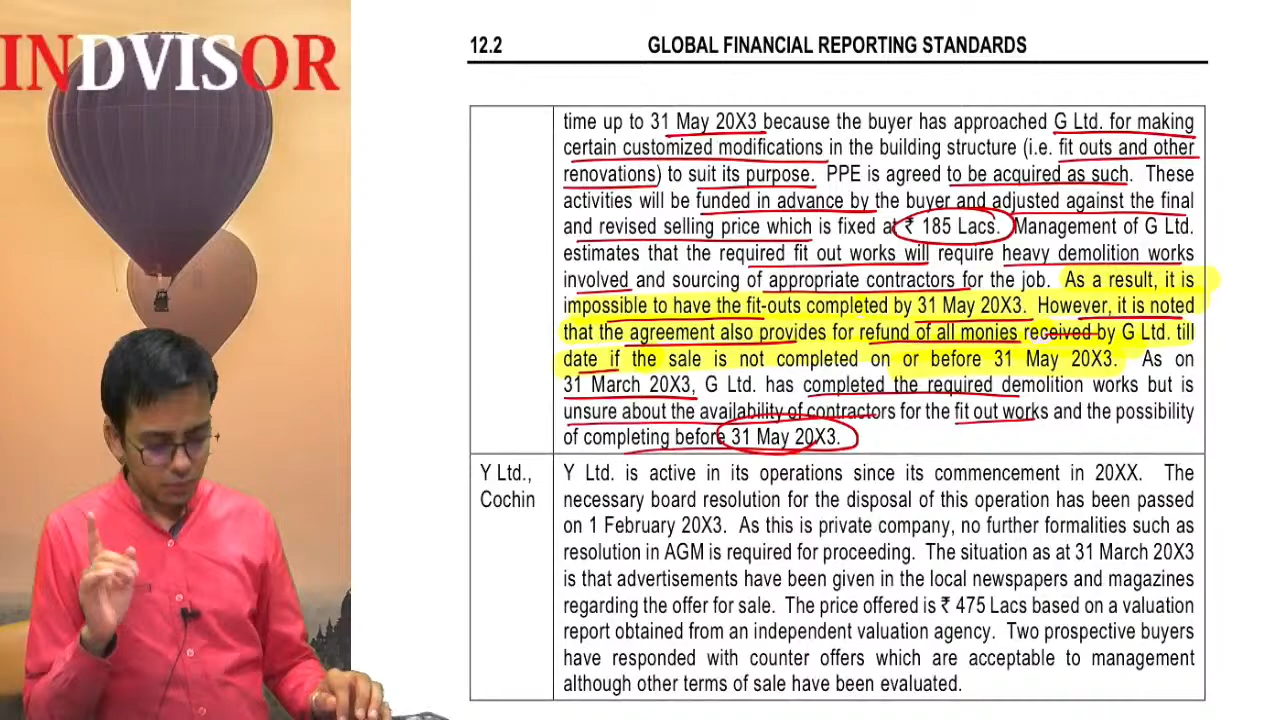 INDVISOR
12.2 GLOBAL FINANCIAL REPORTING STANDARDS
time up to 31 May 20X3 because the buyer has approached G Ltd. for making
certain customized modifications in the building structure (i.e. fit outs and other
renovations) to suit its purpose. PPE is agreed to be acquired as such. These
activities will be funded in advance by the buyer and adjusted against the final
and revised selling price which is fixed at ₹ 185 Lacs. Management of G Ltd.
estimates that the required fit out works will require heavy demolition works
involved and sourcing of appropriate contractors for the job. As a result, it is
impossible to have the fit-outs completed by 31 May 20X3. However, it is noted
that the agreement also provides for refund of all monies received by G Ltd. till
date if the sale is not completed on or before 31 May 20X3. As on
31 March 20X3, G Ltd. has completed the required demolition works but is
unsure about the availability of contractors for the fit out works and the possibility
of completing before 31 May 20X3.
Y Ltd.,
Cochin
Y Ltd. is active in its operations since its commencement in 20XX. The
necessary board resolution for the disposal of this operation has been passed
on 1 February 20X3. As this is private company, no further formalities such as
resolution in AGM is required for proceeding. The situation as at 31 March 20X3
is that advertisements have been given in the local newspapers and magazines
regarding the offer for sale. The price offered is ₹ 475 Lacs based on a valuation
report obtained from an independent valuation agency. Two prospective buyers
have responded with counter offers which are acceptable to management
although other terms of sale have been evaluated.